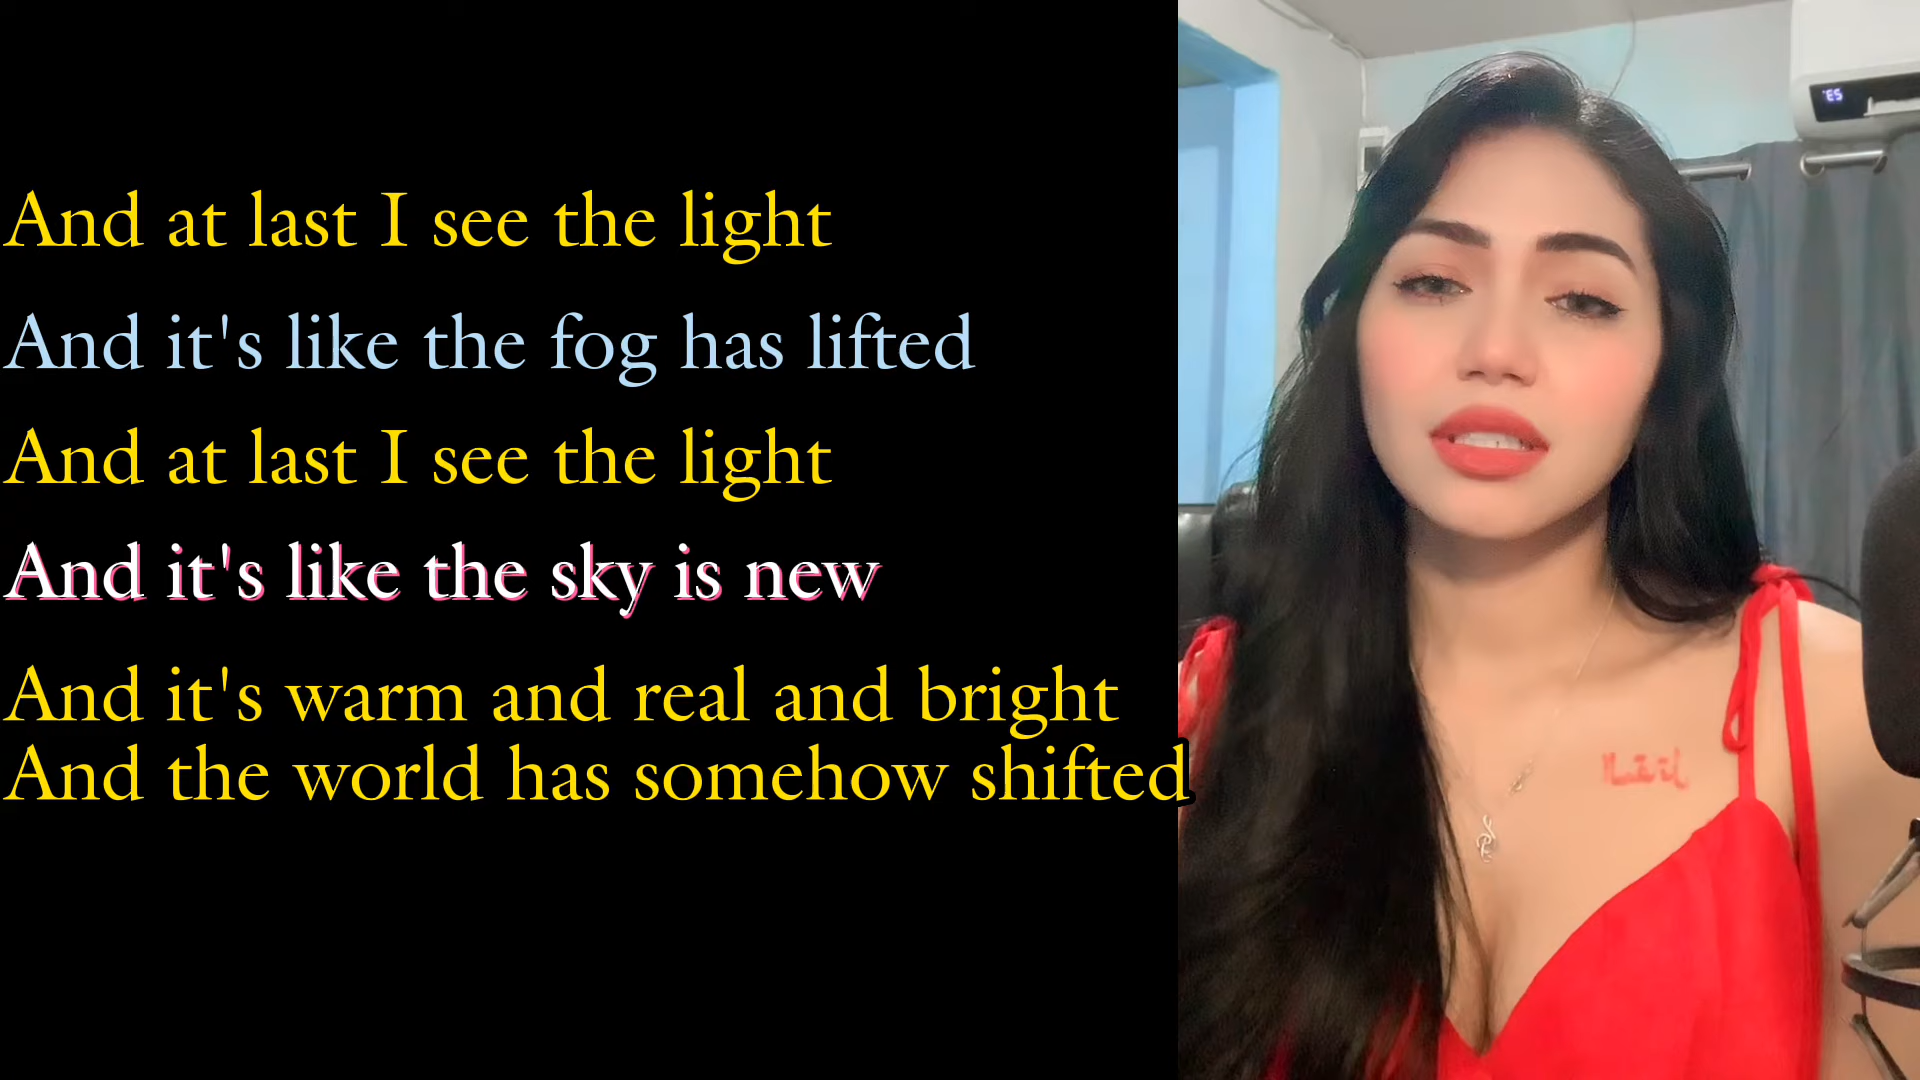 And at last I see the light
And it's like the fog has lifted
And at last I see the light
And it's like the sky is new
And it's warm and real and bright
And the world has somehow shifted